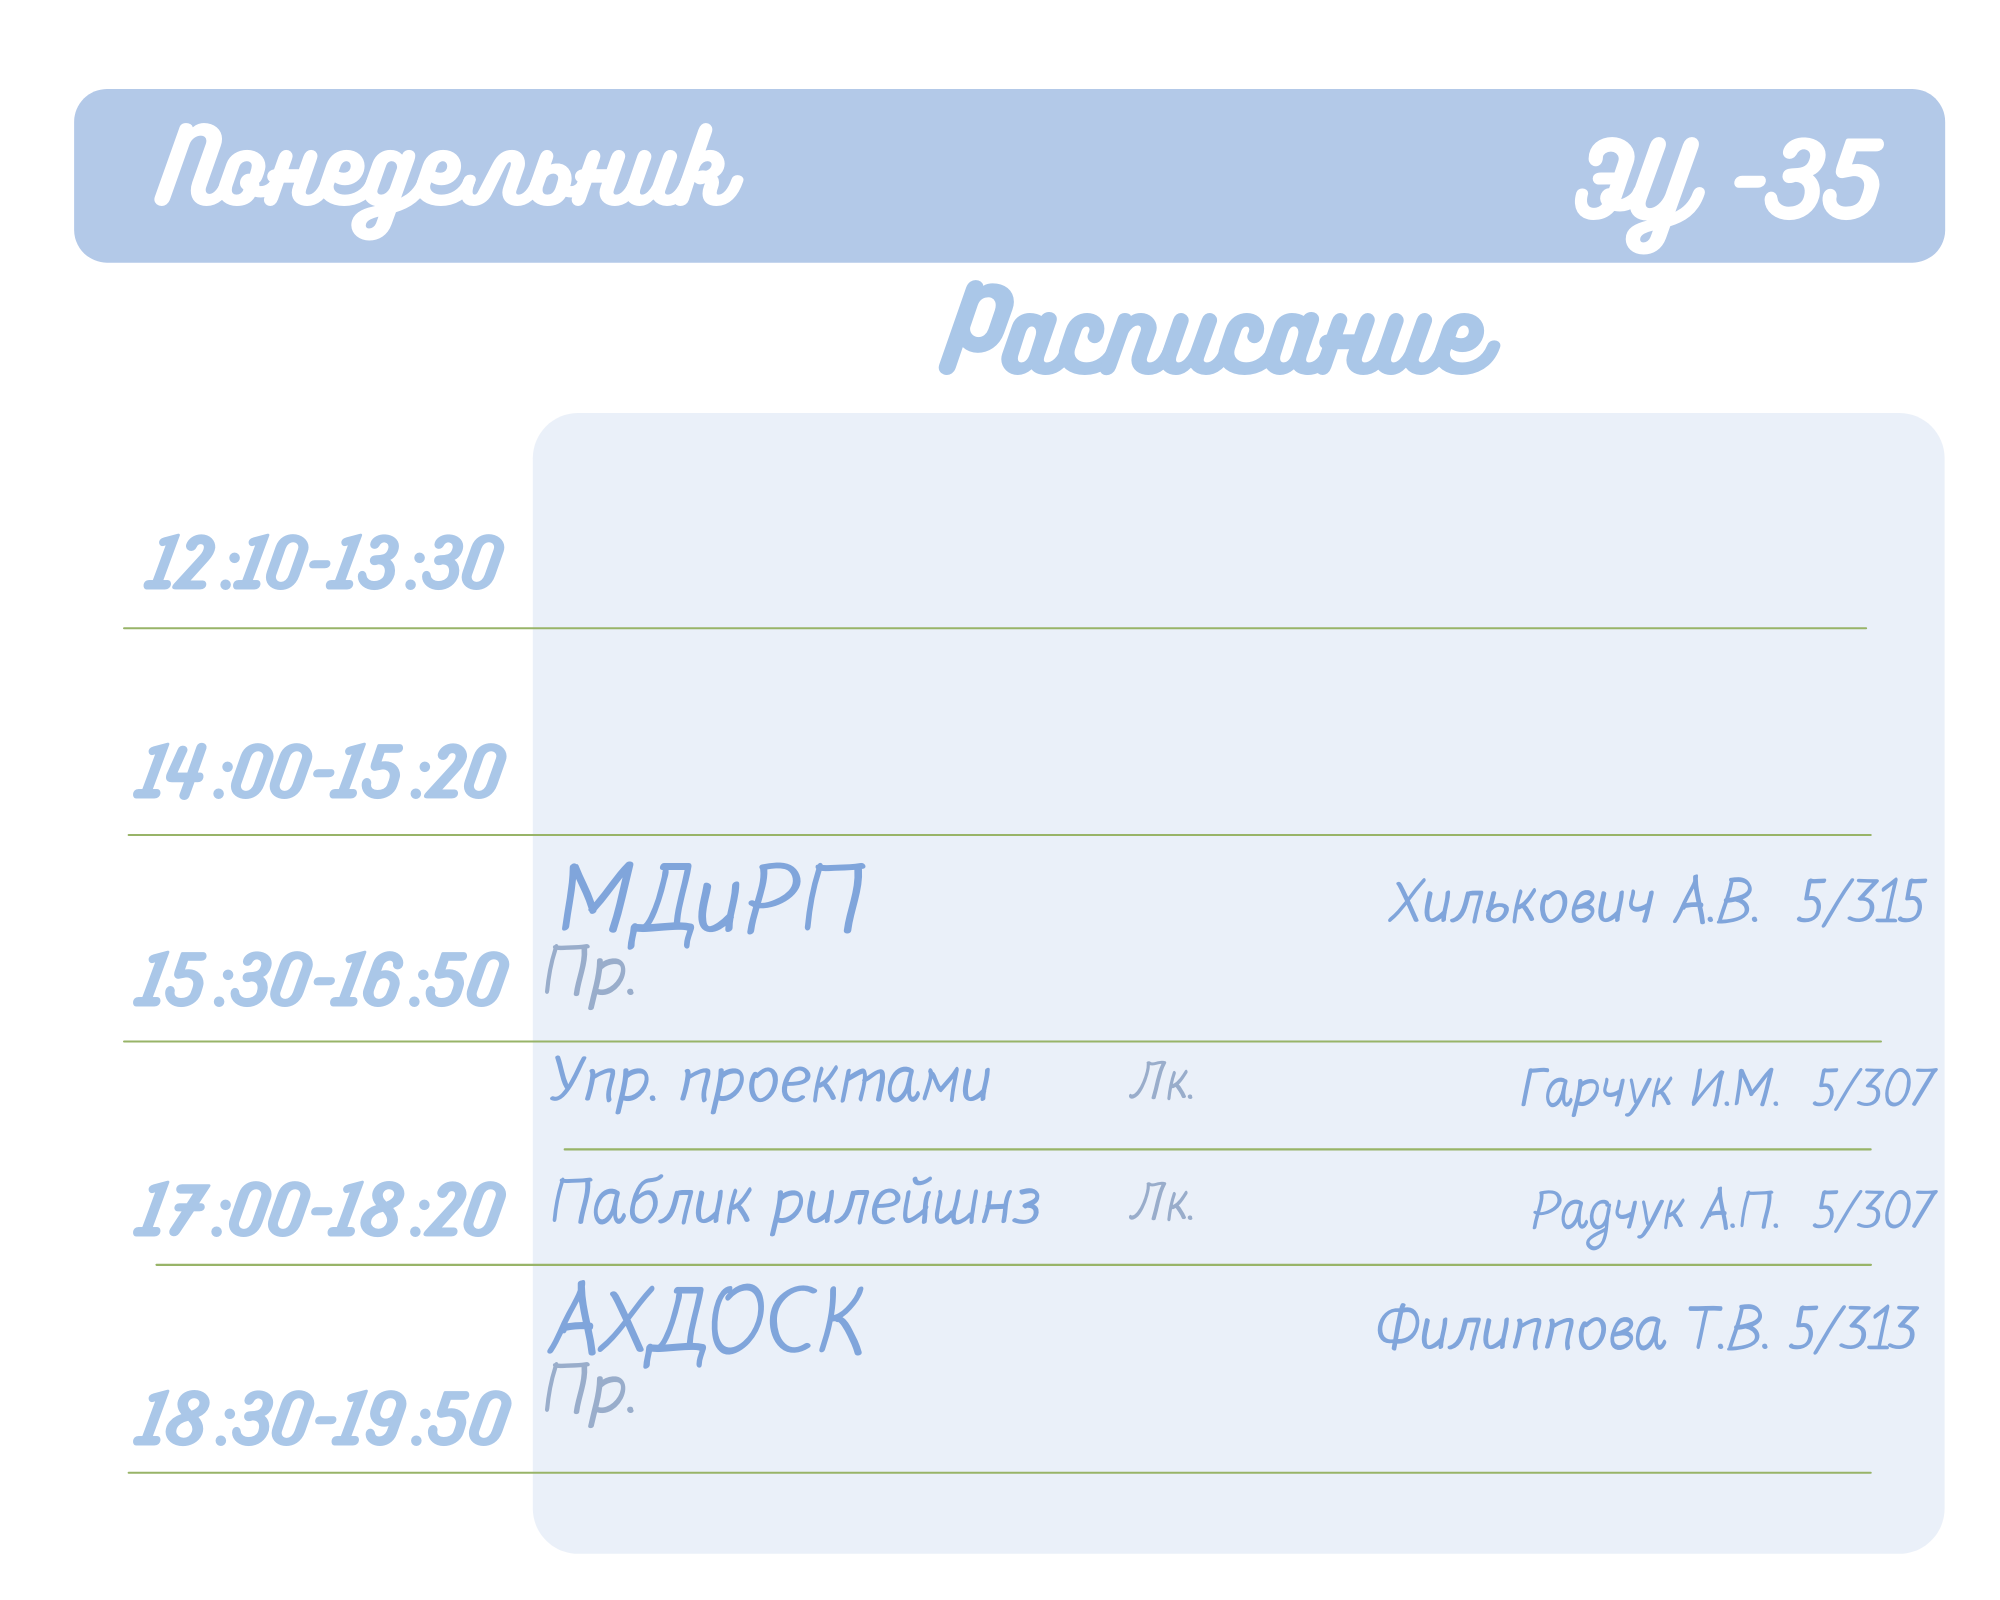 Понедельник ЭУ -35
Расписание
12:10-13:30
14:00-15:20
МДиРП Хилькович А.В. 5/315
15:30-16:50 Пр.
Упр. проектами Лк. Гарчук И.М. 5/307
17:00-18:20 Паблик рилейшнз Лк. Радчук А.П. 5/307
АХДОСК Филиппова Т.В. 5/313
18:30-19:50 Пр.